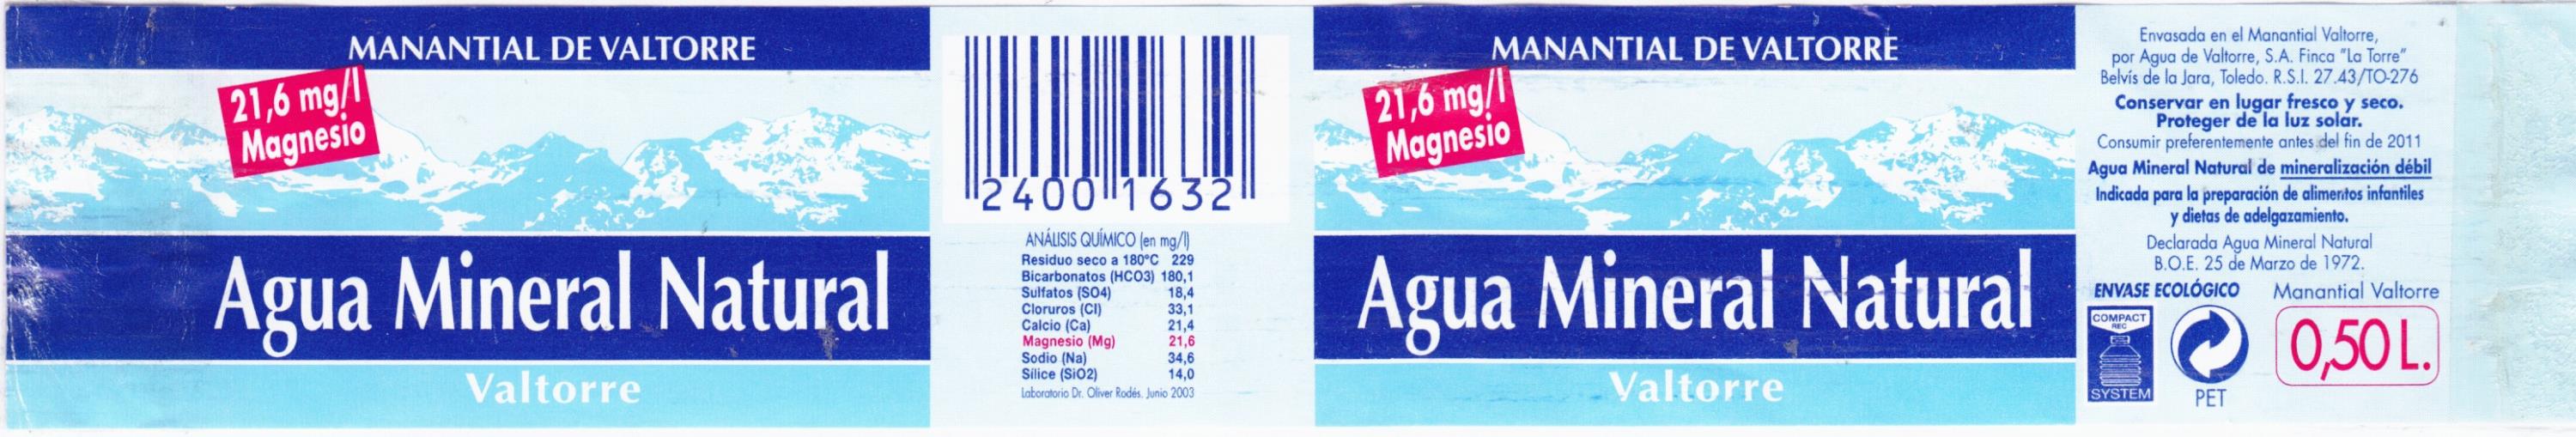 MANANTIAL DE VALTORRE
21,6 mg/l
Magnesio
Agua Mineral Natural
Valtorre
24001632
ANÁLISIS QUÍMICO (en mg/l)
Residuo seco a 180ºC 229
Bicarbonatos (HCO3) 180,1
Sulfatos (SO4) 18,4
Cloruros (Cl) 33,1
Calcio (Ca) 21,4
Magnesio (Mg) 21,6
Sodio (Na) 34,6
Sílice (SiO2) 14,0
Laboratorio Dr. Oliver Rodés. Junio 2003
MANANTIAL DE VALTORRE
21,6 mg/l
Magnesio
Agua Mineral Natural
Valtorre
Envasada en el Manantial Valtorre,
por Agua de Valtorre, S.A. Finca "La Torre"
Belvís de la Jara, Toledo. R.S.I. 27.43/TO-276
Conservar en lugar fresco y seco.
Proteger de la luz solar.
Consumir preferentemente antes del fin de 2011
Agua Mineral Natural de mineralización débil
Indicada para la preparación de alimentos infantiles
y dietas de adelgazamiento.
Declarada Agua Mineral Natural
B.O.E. 25 de Marzo de 1972.
ENVASE ECOLÓGICO Manantial Valtorre
COMPACT
REC
SYSTEM
PET
0,50 L.